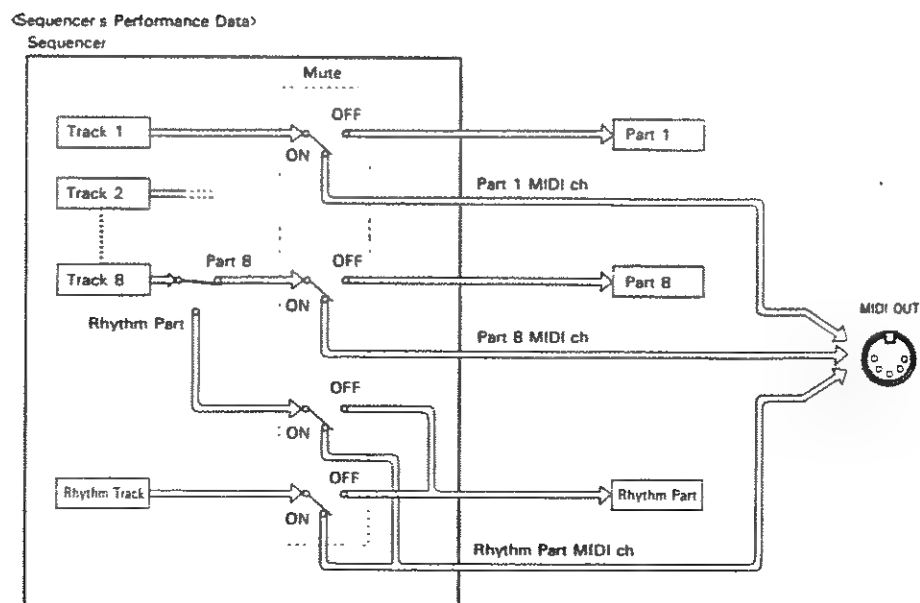 <Sequencer s Performance Data>
Sequencer
Mute
OFF
Track 1
Part 1
ON
Track 2
Part 1 MIDI ch
Part 8
OFF
Track 8
Part 8
ON
MIDI OUT
Rhythm Part
Part 8 MIDI ch
OFF
ON
OFF
Rhythm Track
Rhythm Part
ON
Rhythm Part MIDI ch